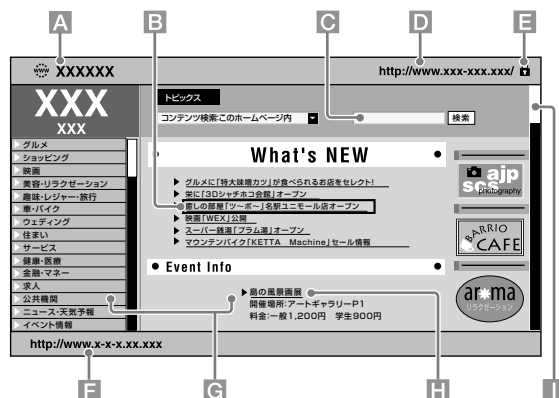 A
B
C
D
E
www XXXXXX
http://www.xxx-xxx.xxx/
XXX
XXX
トピックス
コンテンツ検索:このホームページ内
検索
グルメ
ショッピング
映画
美容・リラクゼーション
趣味・レジャー・旅行
車・バイク
ウェディング
住まい
サービス
健康・医療
金融・マネー
求人
公共機関
ニュース・天気予報
イベント情報
What's NEW
グルメに「特大味噌カツ」が食べられるお店をセレクト!
栄に「3Dシャチホコ会館」オープン
癒しの部屋「ツ〜ボ〜」名駅ユニモール店オープン
映画「WEX」公開
スーパー銭湯「プラム湯」オープン
マウンテンバイク「KETTA Machine」セール情報
Event Info
島の風景画展
開催場所:アートギャラリーP1
料金:一般1,200円 学生900円
ajp
scs
photography
BARRIO
CAFE
aroma
リラクゼーション
http://www.x-x-x.xx.xxx
F
G
H
I